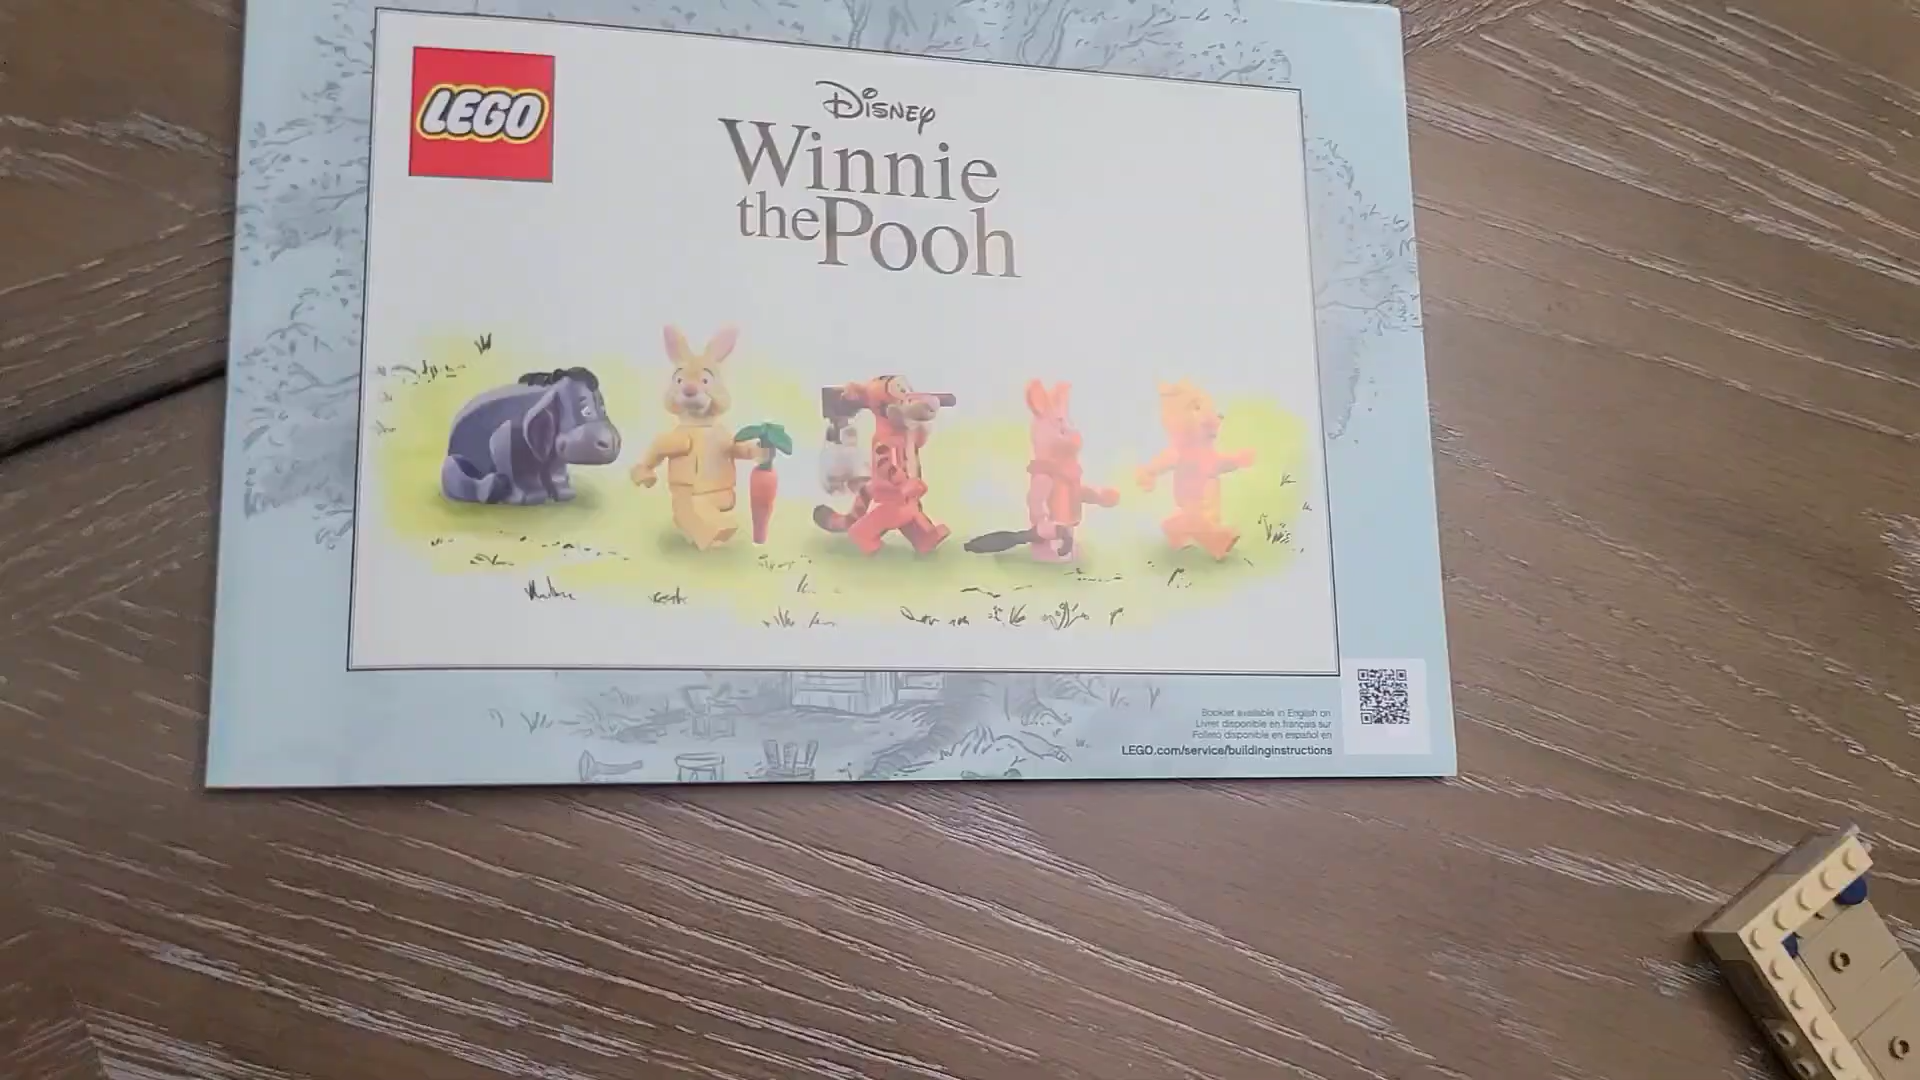 LEGO
Disney
Winnie
the Pooh
Booklet available in English on
Livret disponible en français sur
Folleto disponible en español en
LEGO.com/service/buildinginstructions